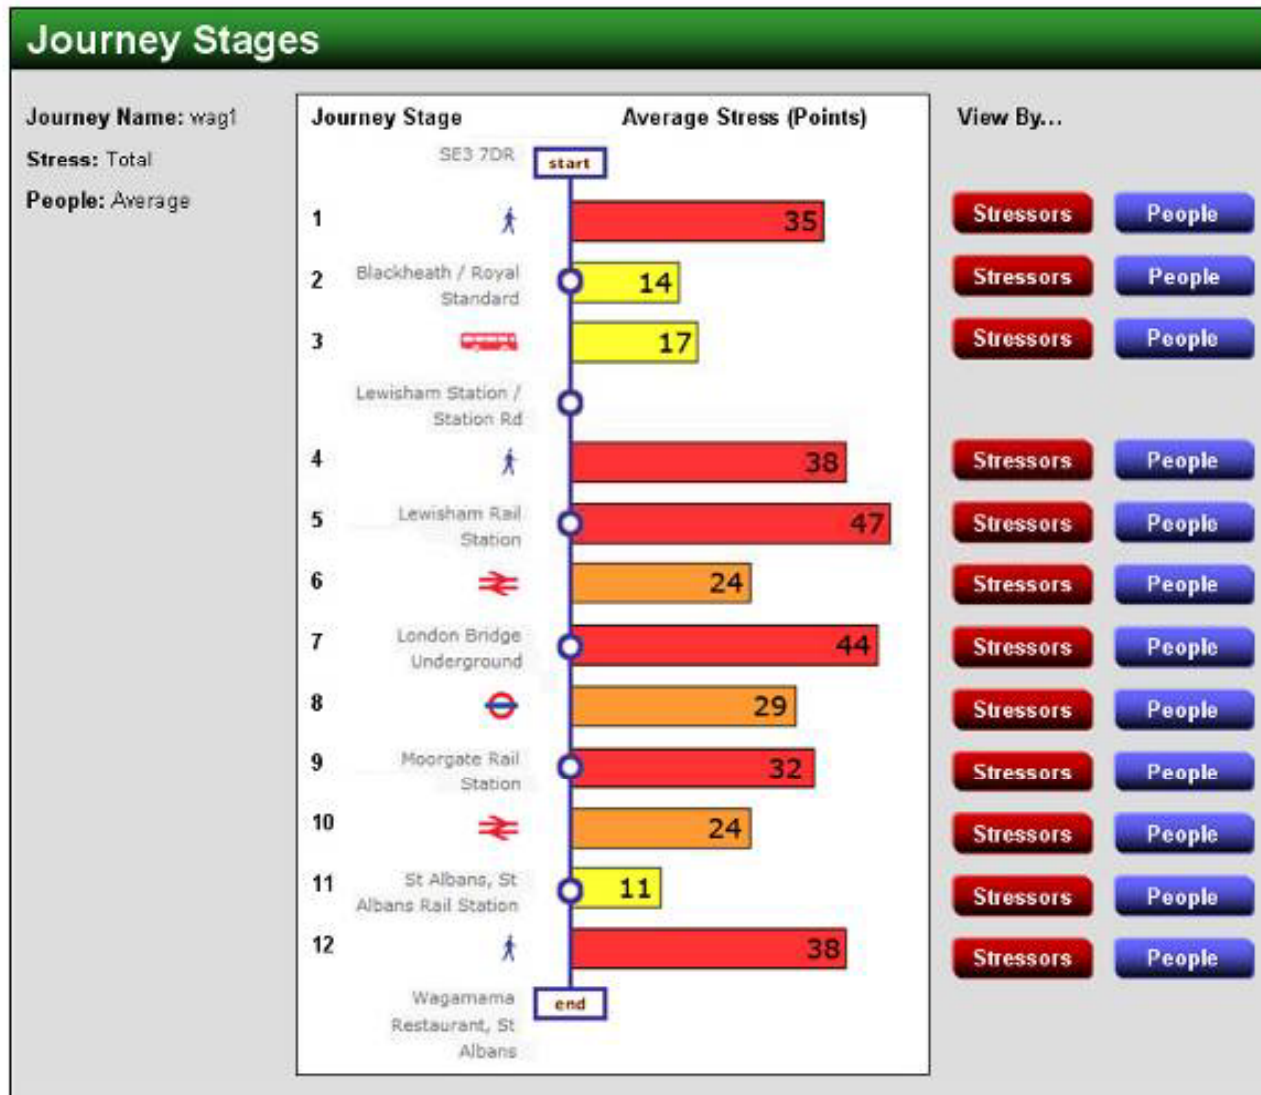 Journey Stages
Journey Name: wag1
Stress: Total
People: Average
Journey Stage Average Stress (Points)
View By...
SE3 7DR
start
1 35 Stressors People
2 Blackheath / Royal
Standard
14 Stressors People
3 17 Stressors People
Lewisham Station /
Station Rd
4 38 Stressors People
5 Lewisham Rail
Station
47 Stressors People
6 24 Stressors People
7 London Bridge
Underground
44 Stressors People
8 29 Stressors People
9 Moorgate Rail
Station
32 Stressors People
10 24 Stressors People
11 St Albans, St
Albans Rail Station
11 Stressors People
12 38 Stressors People
end
Wagamama
Restaurant, St
Albans